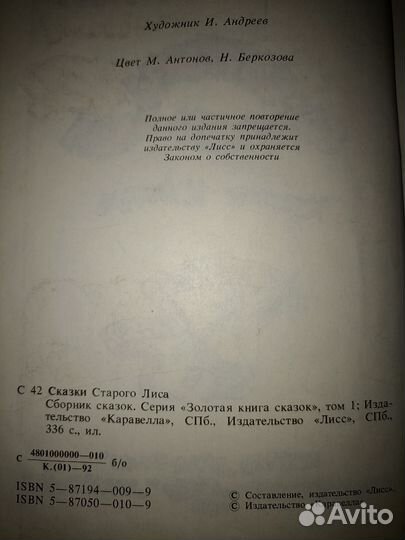 Художник И. Андреев
Цвет М. Антонов, Н. Беркозова
Полное или частичное повторение
данного издания запрещается.
Право на допечатку принадлежит
издательству «Лисс» и охраняется
Законом о собственности
С 42 Сказки Старого Лиса
Сборник сказок. Серия «Золотая книга сказок», том 1; Изда-
тельство «Каравелла», СПб., Издательство «Лисс», СПб.,
336 с., ил.
С 4801000000—010 б/о
К.(01)—92
ISBN 5—87194—009—9
ISBN 5—87050—010—9
© Составление, издательство «Лисс».
© Издательство «Каравелла»
Avito